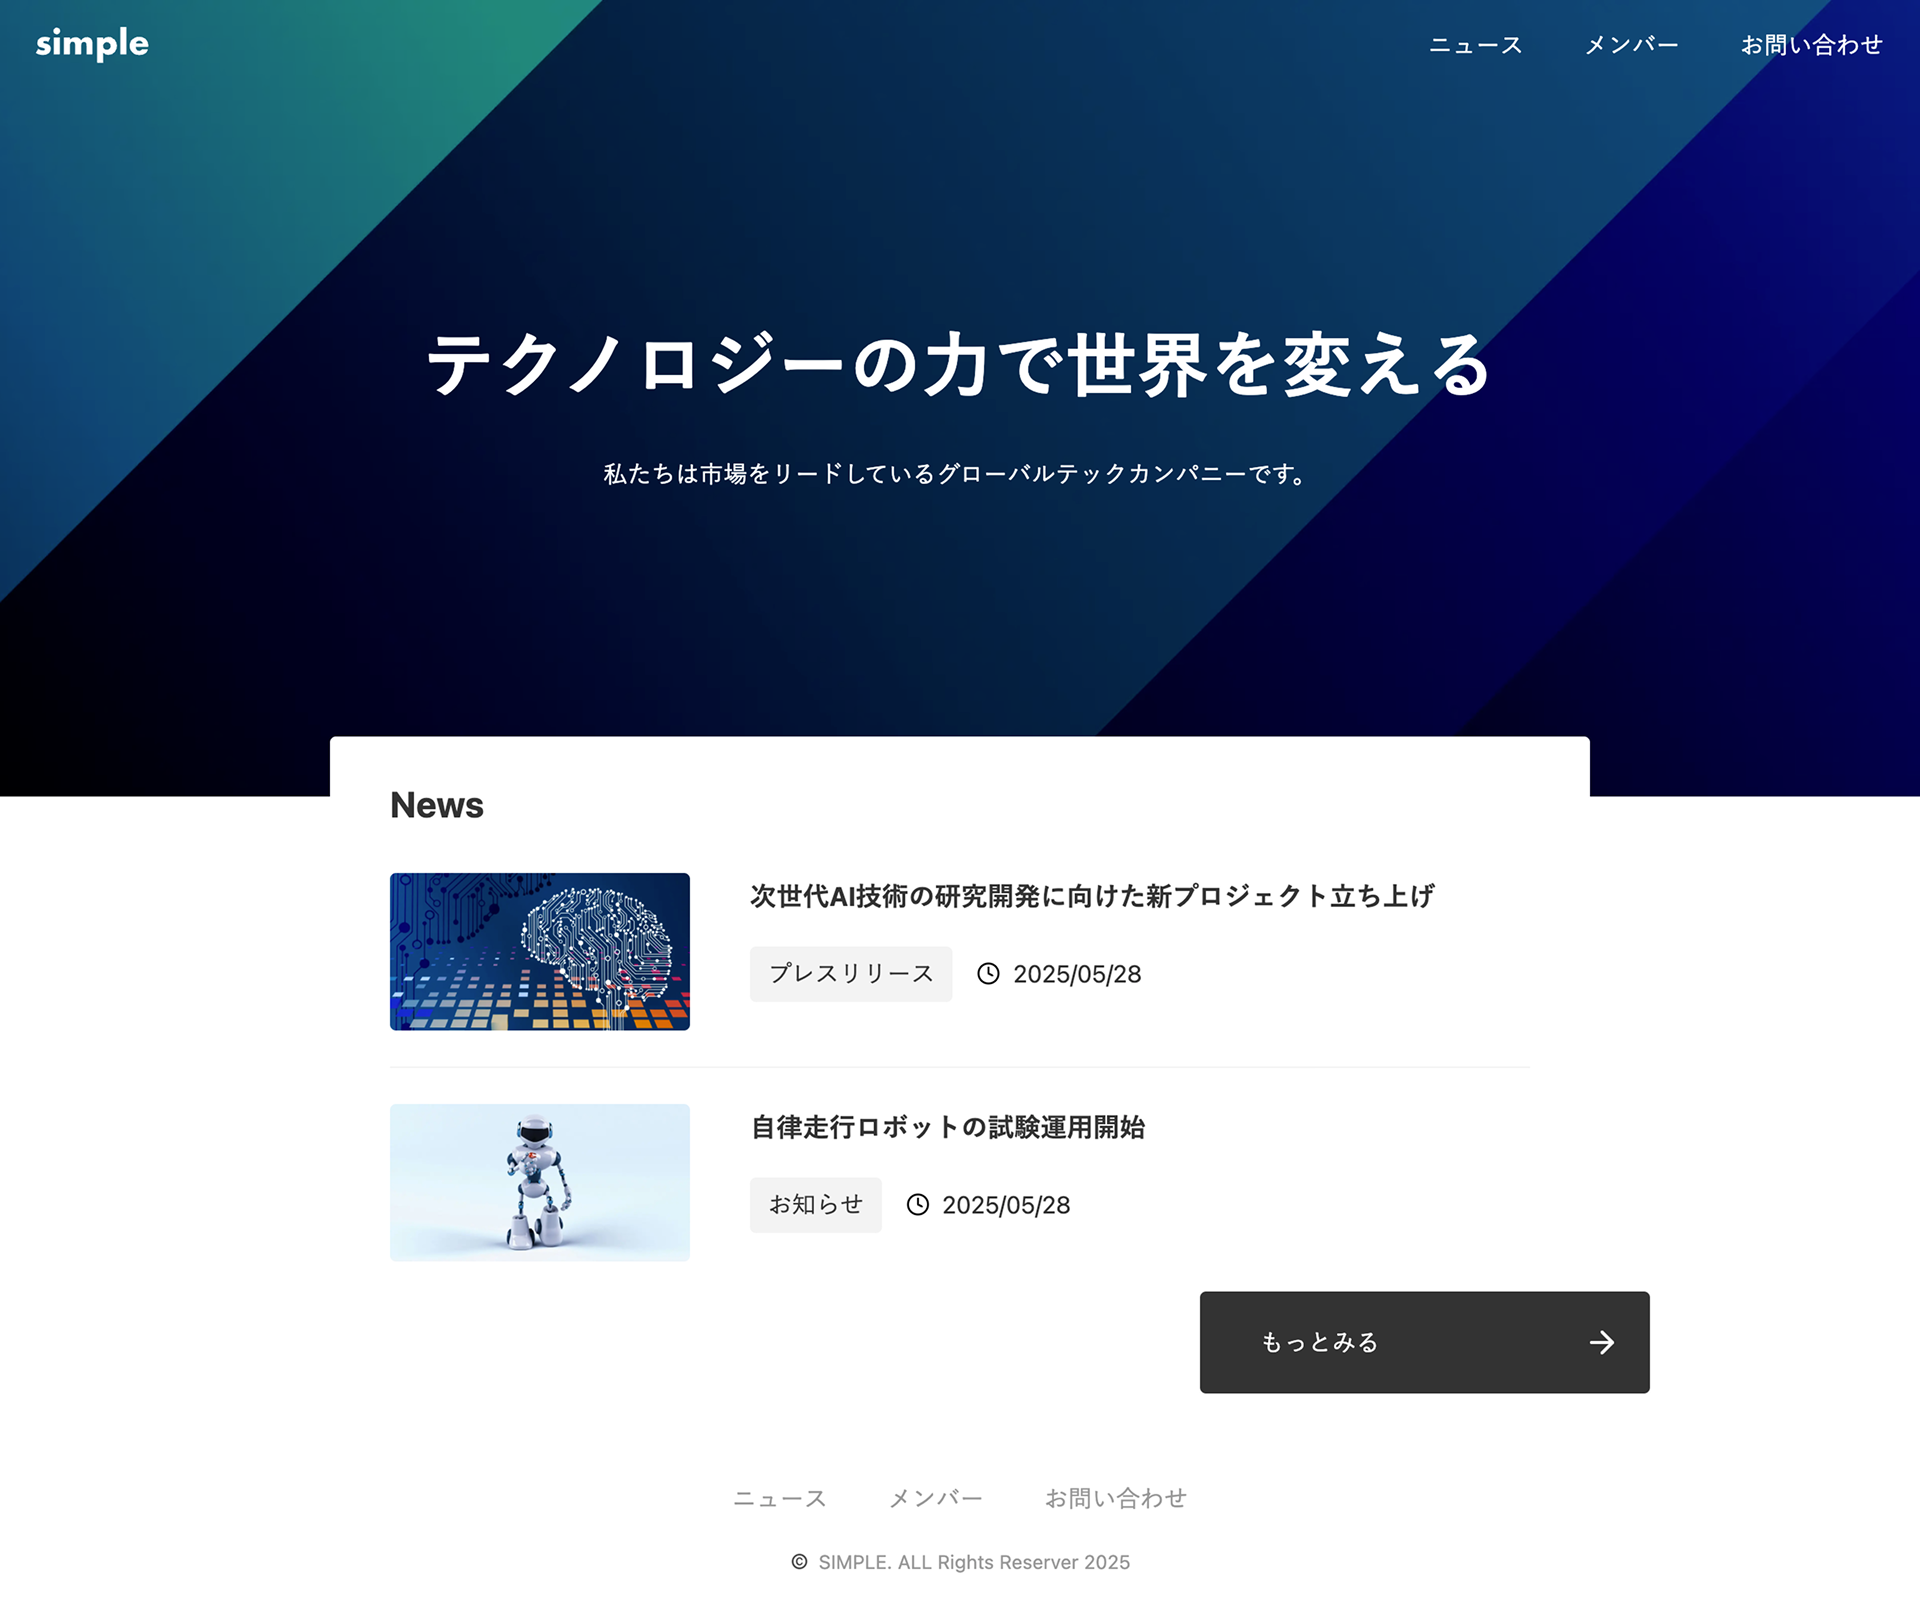 simple
ニュース メンバー お問い合わせ
テクノロジーの力で世界を変える
私たちは市場をリードしているグローバルテックカンパニーです。
News
次世代AI技術の研究開発に向けた新プロジェクト立ち上げ
プレスリリース 2025/05/28
自律走行ロボットの試験運用開始
お知らせ 2025/05/28
もっとみる
ニュース メンバー お問い合わせ
© SIMPLE. ALL Rights Reserver 2025